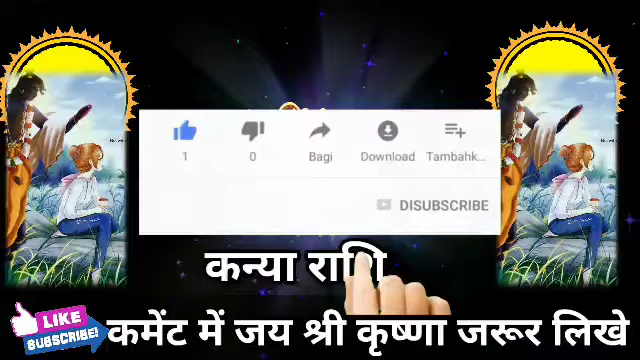 1 0 Bagi Download Tambahk...
DISUBSCRIBE
कन्या राशि
LIKE
SUBSCRIBE!
कमेंट में जय श्री कृष्णा जरूर लिखे